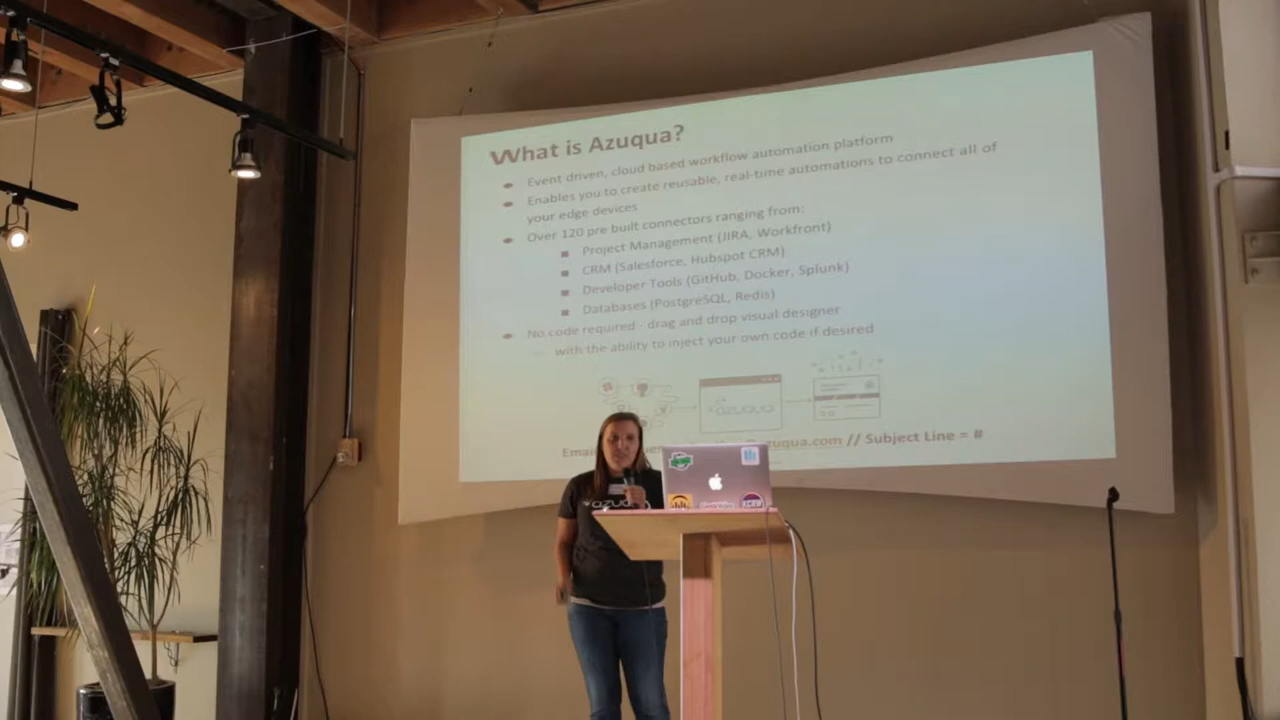 What is Azuqua?
Event driven, cloud based workflow automation platform
Enables you to create reusable, real-time automations to connect all of
your edge devices
Over 120 pre built connectors ranging from:
Project Management (JIRA, Workfront)
CRM (Salesforce, Hubspot CRM)
Developer Tools (GitHub, Docker, Splunk)
Databases (PostgreSQL, Redis)
No code required - drag and drop visual designer
with the ability to inject your own code if desired
azuqua
azuqua.com // Subject Line = #